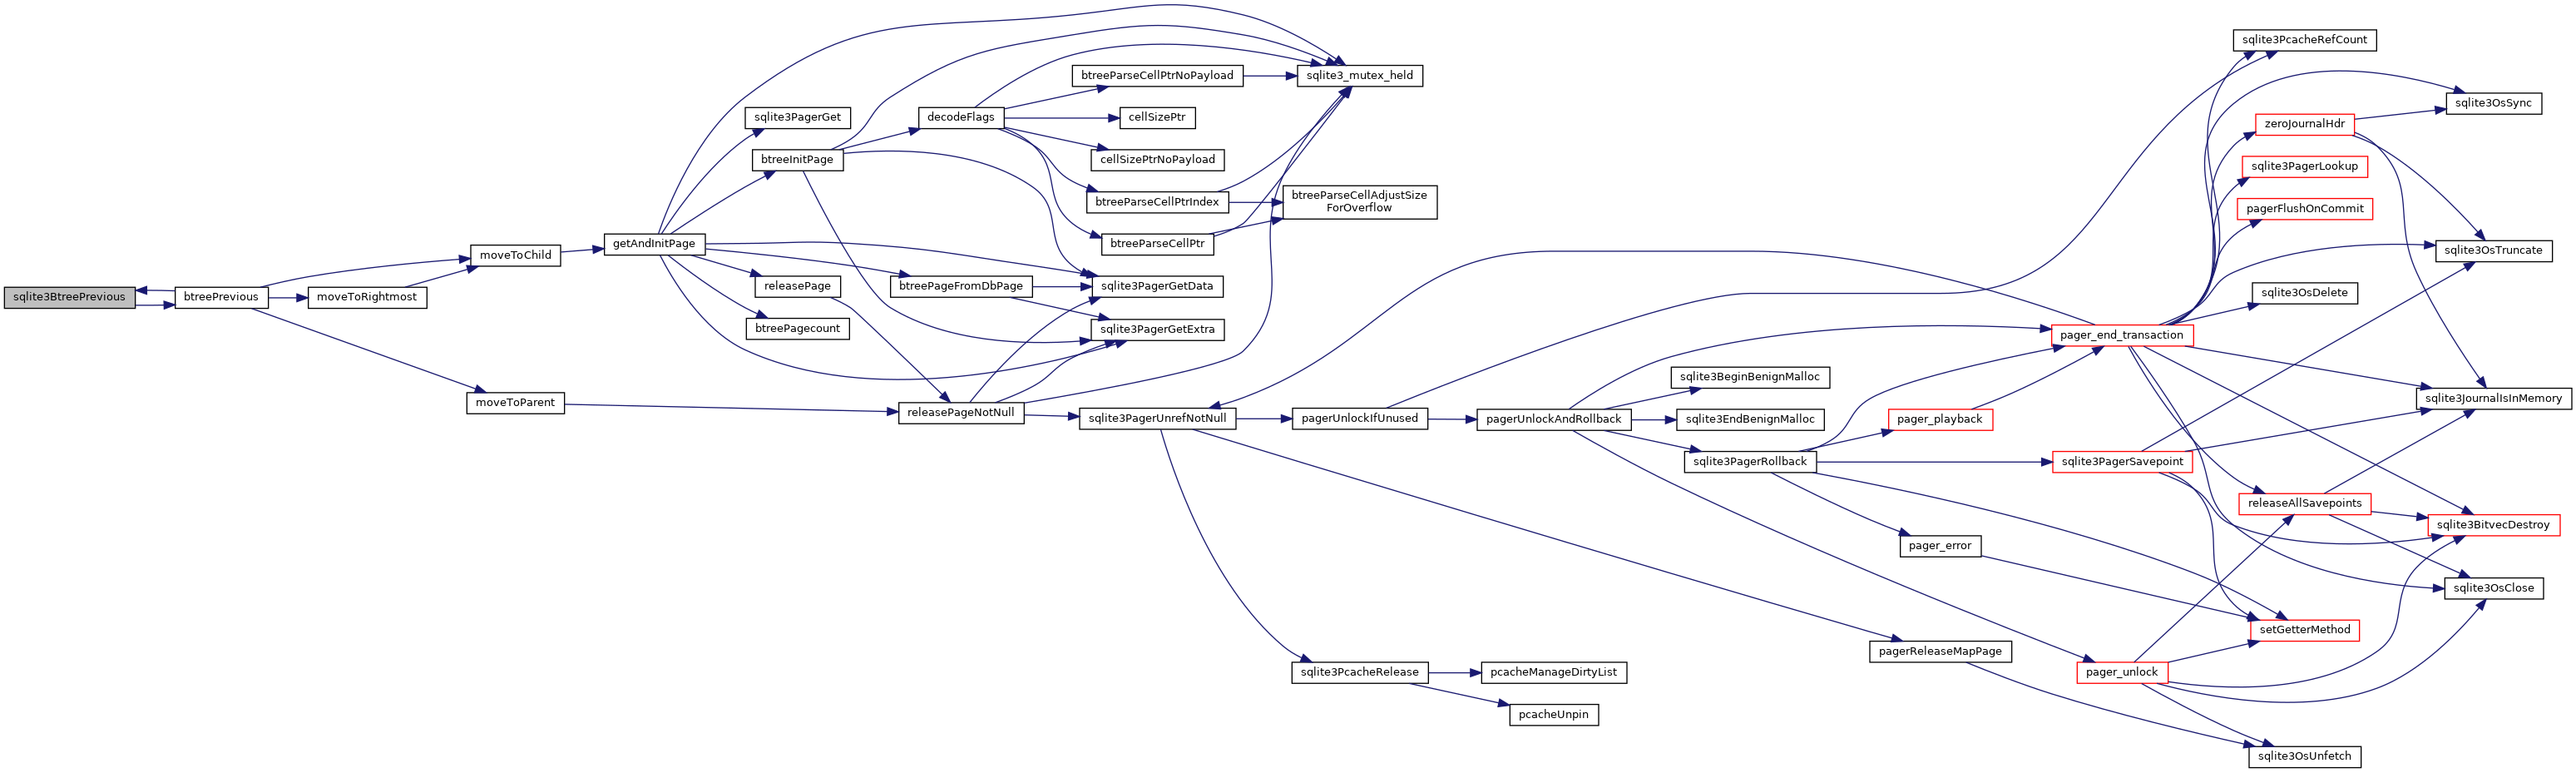 sqlite3BtreePrevious
btreePrevious
moveToChild
moveToRightmost
moveToParent
getAndInitPage
sqlite3PagerGet
btreeInitPage
releasePage
btreePagecount
decodeFlags
btreePageFromDbPage
releasePageNotNull
btreeParseCellPtrNoPayload
cellSizePtr
cellSizePtrNoPayload
btreeParseCellPtrIndex
btreeParseCellPtr
sqlite3PagerGetData
sqlite3PagerGetExtra
sqlite3PagerUnrefNotNull
sqlite3_mutex_held
btreeParseCellAdjustSize
ForOverflow
pagerUnlockIfUnused
sqlite3PcacheRelease
pagerUnlockAndRollback
pcacheManageDirtyList
pcacheUnpin
sqlite3BeginBenignMalloc
sqlite3EndBenignMalloc
sqlite3PagerRollback
pager_playback
pager_error
pagerReleaseMapPage
pager_end_transaction
sqlite3PagerSavepoint
pager_unlock
sqlite3PcacheRefCount
zeroJournalHdr
sqlite3PagerLookup
pagerFlushOnCommit
sqlite3OsDelete
releaseAllSavepoints
setGetterMethod
sqlite3OsUnfetch
sqlite3OsSync
sqlite3OsTruncate
sqlite3JournalIsInMemory
sqlite3BitvecDestroy
sqlite3OsClose